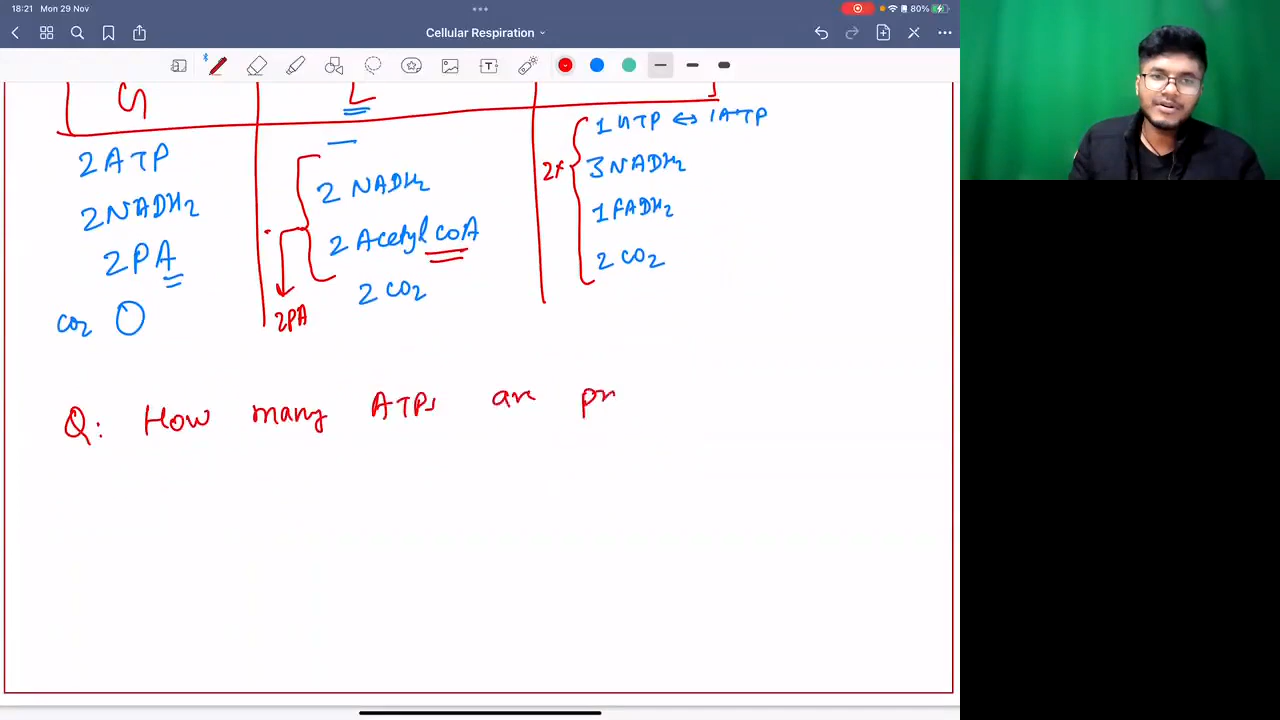 18:21 Mon 29 Nov
80%
Cellular Respiration
G
L
2 ATP
2 NADH2
2 PA
CO2 0
2 NADH2
2 Acetyl CoA
2 CO2
2PA
2x
1 GTP ↔ 1 ATP
3 NADH2
1 FADH2
2 CO2
Q: How many ATPs are pr